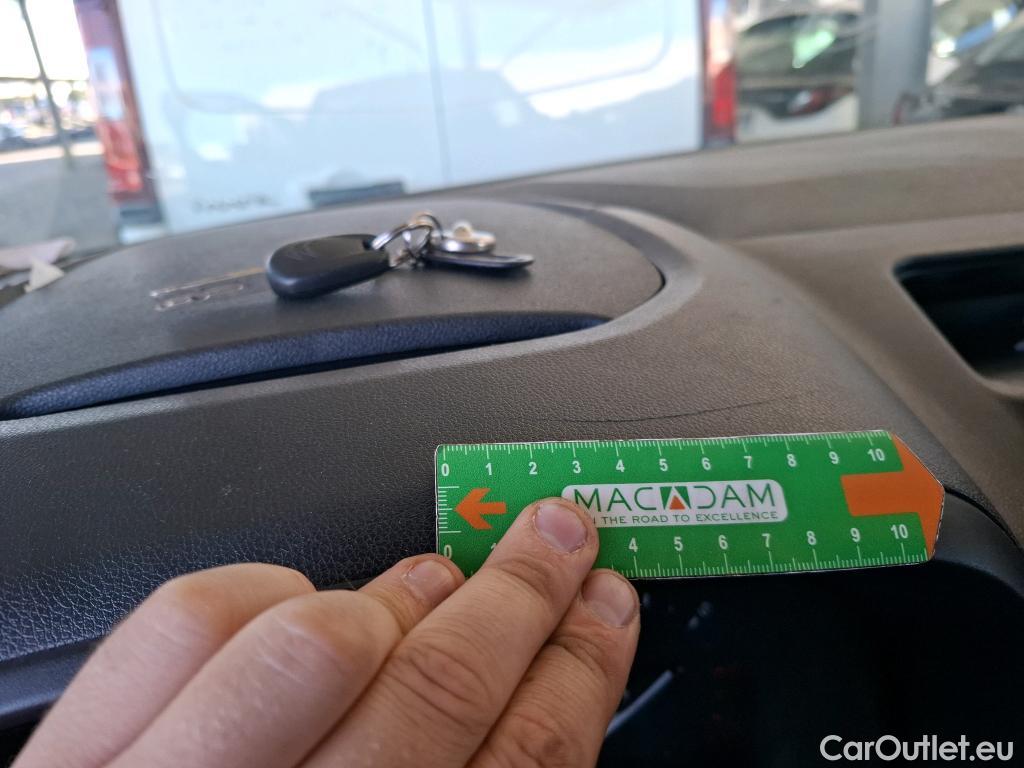 0 1 2 3 4 5 6 7 8 9 10
MACADAM
N THE ROAD TO EXCELLENCE
0 1 4 5 6 7 8 9 10
CarOutlet.eu